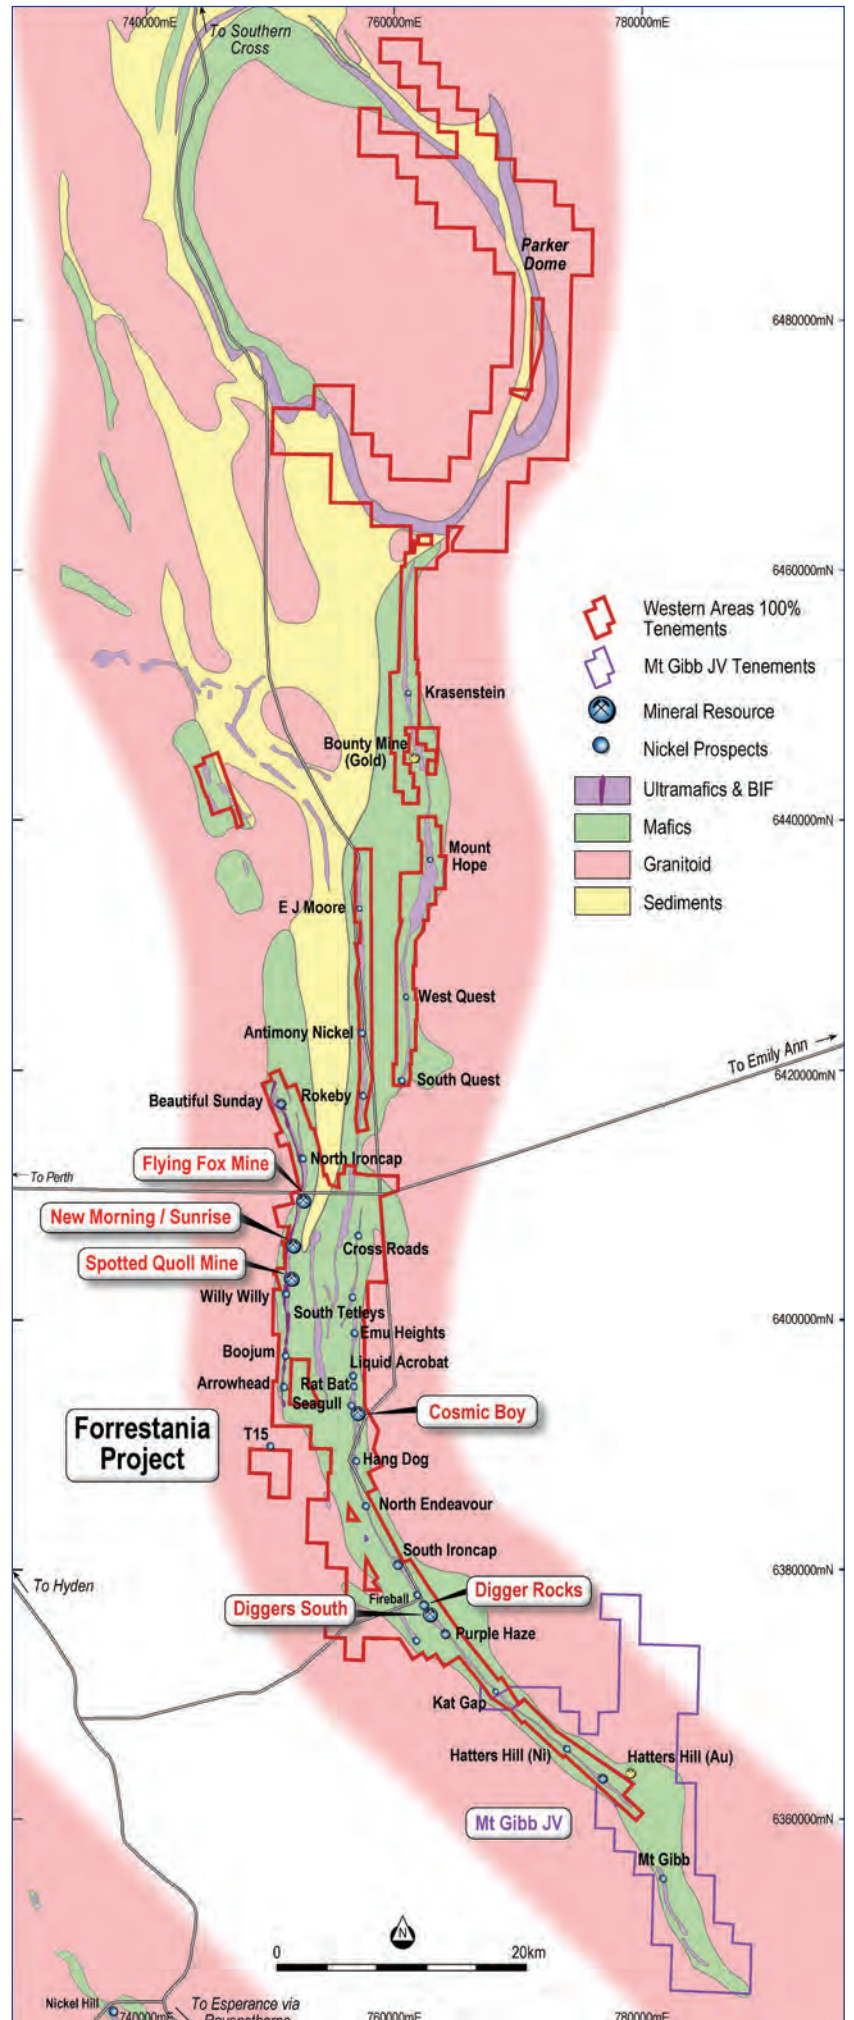 740000mE
760000mE
780000mE
To Southern
Cross
Parker
Dome
6480000mN
6460000mN
Western Areas 100%
Tenements
Mt Gibb JV Tenements
Mineral Resource
Nickel Prospects
Ultramafics & BIF
Mafics
Granitoid
Sediments
Krasenstein
Bounty Mine
(Gold)
6440000mN
Mount
Hope
E J Moore
West Quest
Antimony Nickel
To Emily Ann
6420000mN
South Quest
Rokeby
Beautiful Sunday
North Ironcap
Flying Fox Mine
To Perth
New Morning / Sunrise
Cross Roads
Spotted Quoll Mine
Willy Willy
South Tetleys
6400000mN
Emu Heights
Boojum
Liquid Acrobat
Arrowhead
Rat Bat
Seagull
Cosmic Boy
Forrestania
Project
T15
Hang Dog
North Endeavour
South Ironcap
6380000mN
To Hyden
Fireball
Digger Rocks
Diggers South
Purple Haze
Kat Gap
Hatters Hill (Ni)
Hatters Hill (Au)
Mt Gibb JV
6360000mN
Mt Gibb
N
0
20km
Nickel Hill
To Esperance via
740000mE
760000mE
780000mE